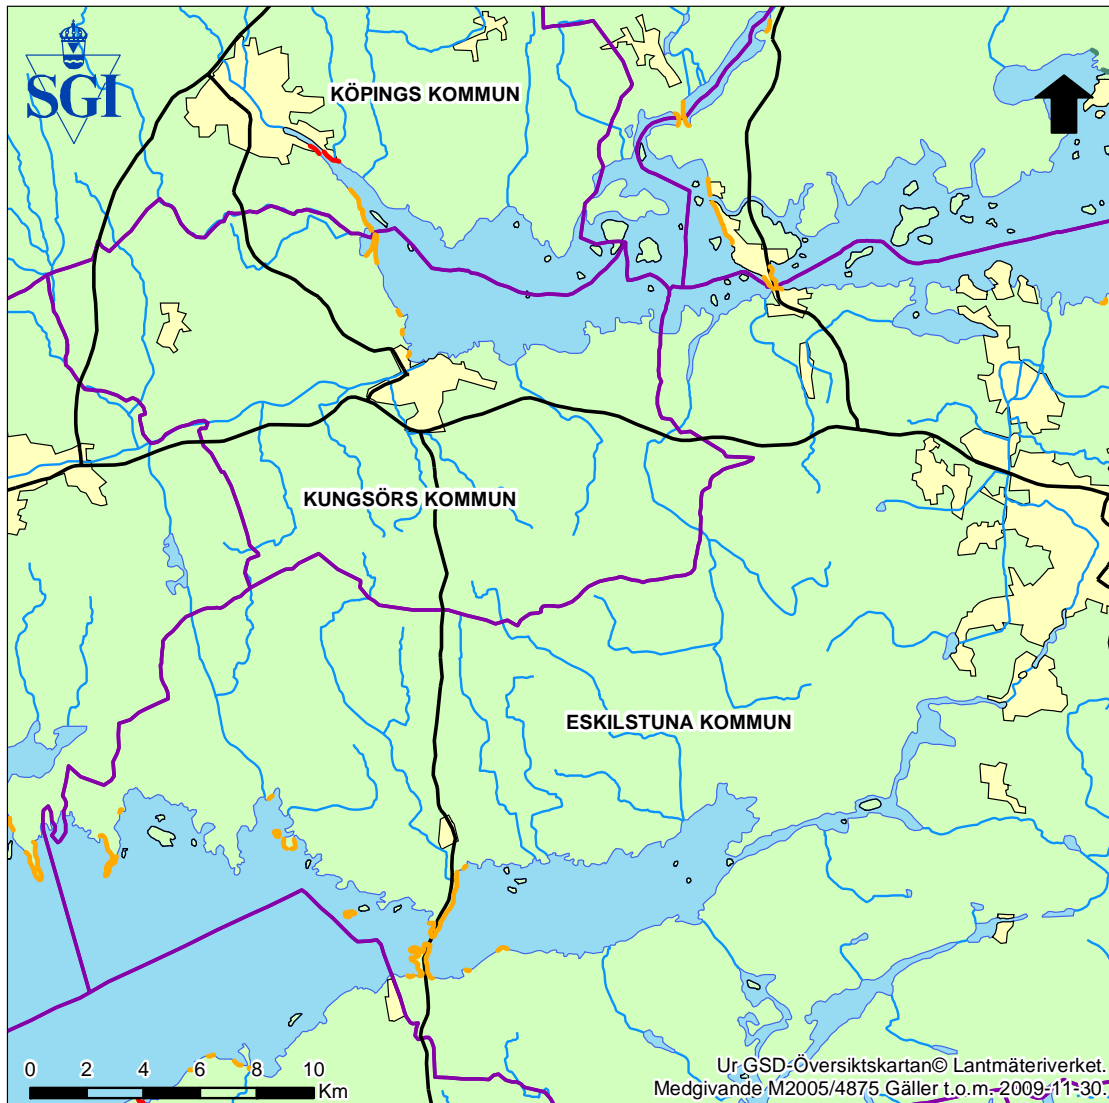 SGI
KÖPINGS KOMMUN
KUNGSÖRS KOMMUN
ESKILSTUNA KOMMUN
0 2 4 6 8 10
Km
Ur GSD-Översiktskartan© Lantmäteriverket.
Medgivande M2005/4875 Gäller t.o.m. 2009-11-30.